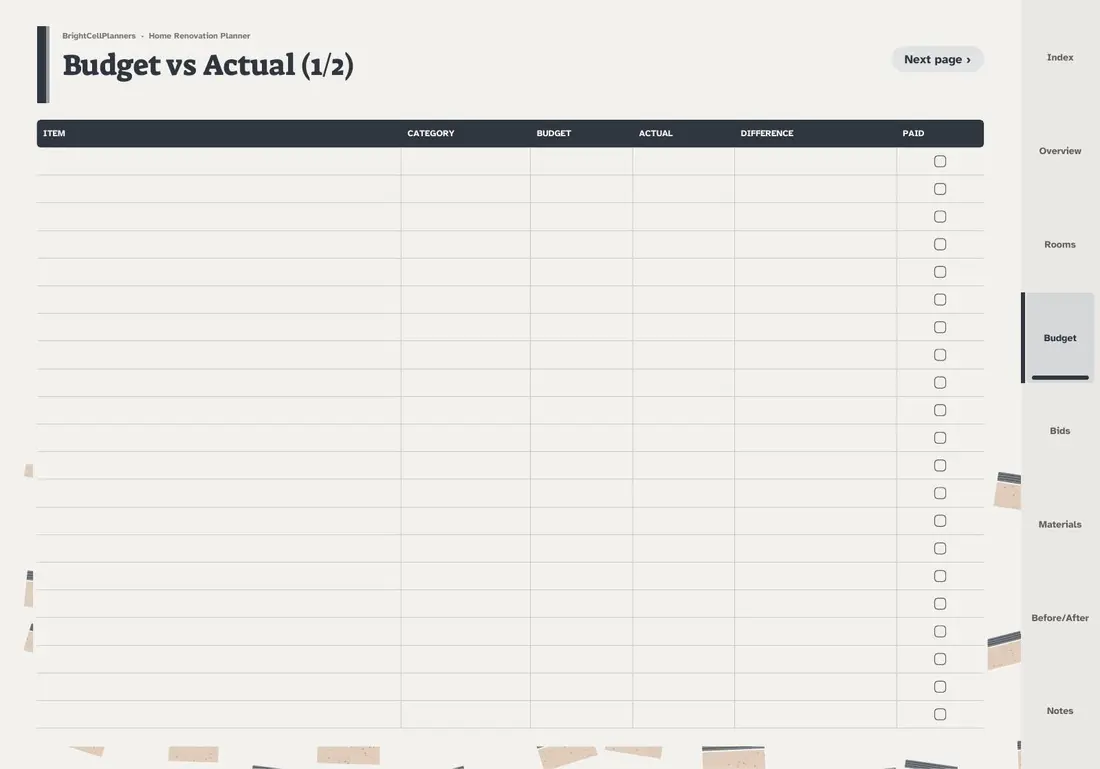 BrightCellPlanners - Home Renovation Planner
Budget vs Actual (1/2)
Next page ›
ITEM CATEGORY BUDGET ACTUAL DIFFERENCE PAID
Index
Overview
Rooms
Budget
Bids
Materials
Before/After
Notes